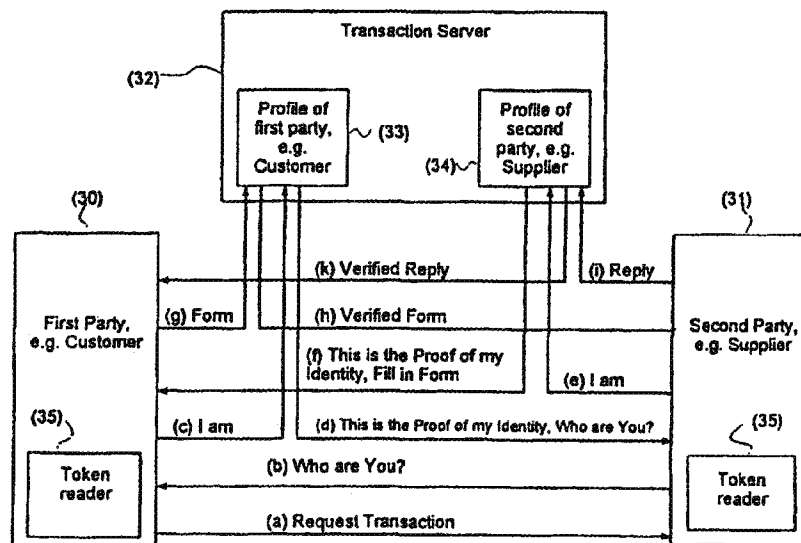 Transaction Server
(32)
Profile of
first party,
e.g.
Customer
(33)
Profile of
second
party, e.g.
Supplier
(34)
(30)
(31)
(k) Verified Reply
(i) Reply
First Party,
e.g. Customer
(g) Form
(h) Verified Form
Second Party,
e.g. Supplier
(f) This is the Proof of my
Identity, Fill in Form
(e) I am
(c) I am
(d) This is the Proof of my Identity, Who are You?
(35)
(35)
Token
reader
(b) Who are You?
Token
reader
(a) Request Transaction